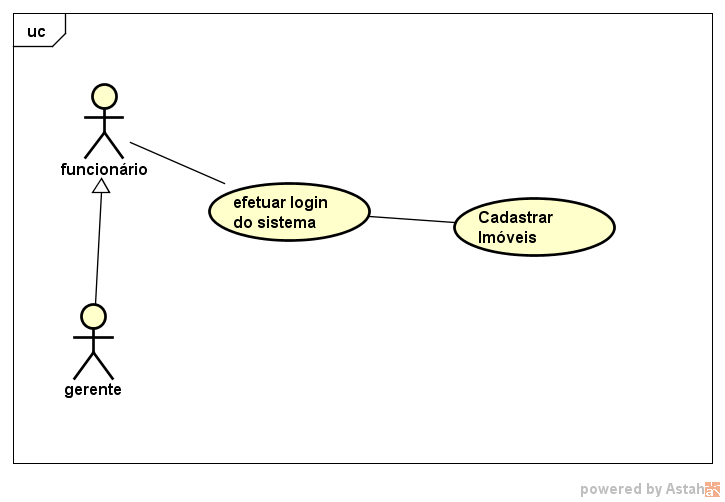 uc
funcionário
efetuar login
do sistema
Cadastrar
Imóveis
gerente
powered by Astah